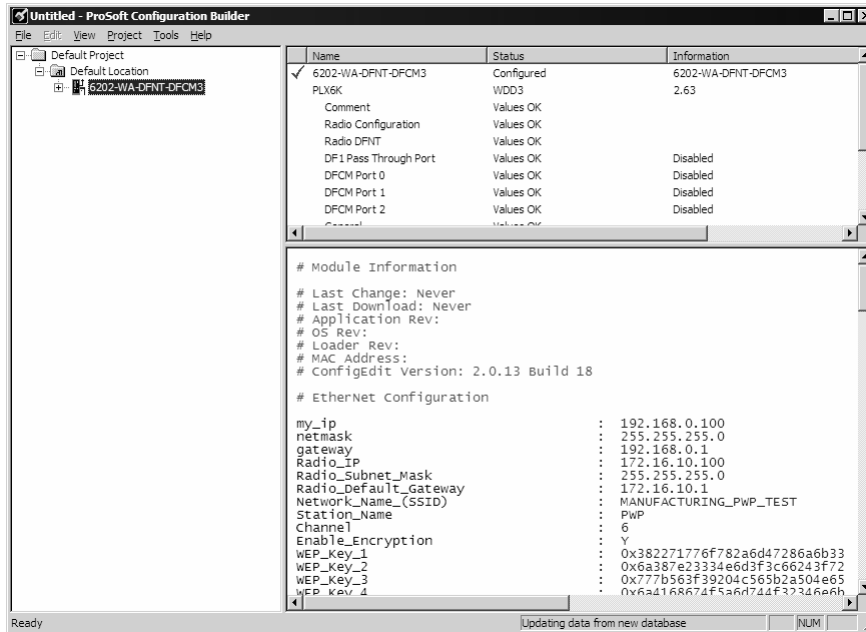 Untitled - ProSoft Configuration Builder
File Edit View Project Tools Help
Default Project
Default Location
6202-WA-DFNT-DFCM3
Name Status Information
6202-WA-DFNT-DFCM3 Configured 6202-WA-DFNT-DFCM3
PLX6K WDD3 2.63
Comment Values OK
Radio Configuration Values OK
Radio DFNT Values OK
DF1 Pass Through Port Values OK Disabled
DFCM Port 0 Values OK Disabled
DFCM Port 1 Values OK Disabled
DFCM Port 2 Values OK Disabled
General Values OK
# Module Information
# Last Change: Never
# Last Download: Never
# Application Rev:
# OS Rev:
# Loader Rev:
# MAC Address:
# ConfigEdit Version: 2.0.13 Build 18
# EtherNet Configuration
my_ip : 192.168.0.100
netmask : 255.255.255.0
gateway : 192.168.0.1
Radio_IP : 172.16.10.100
Radio_Subnet_Mask : 255.255.255.0
Radio_Default_Gateway : 172.16.10.1
Network_Name_(SSID) : MANUFACTURING_PWP_TEST
Station_Name : PWP
Channel : 6
Enable_Encryption : Y
WEP_Key_1 : 0x382271776f782a6d47286a6b33
WEP_Key_2 : 0x6a387e23334e6d3f3c66243f72
WEP_Key_3 : 0x777b563f39204c565b2a504e65
WEP_Key_4 : 0x6a4168674f5a6d744f32346e6b
Ready Updating data from new database NUM